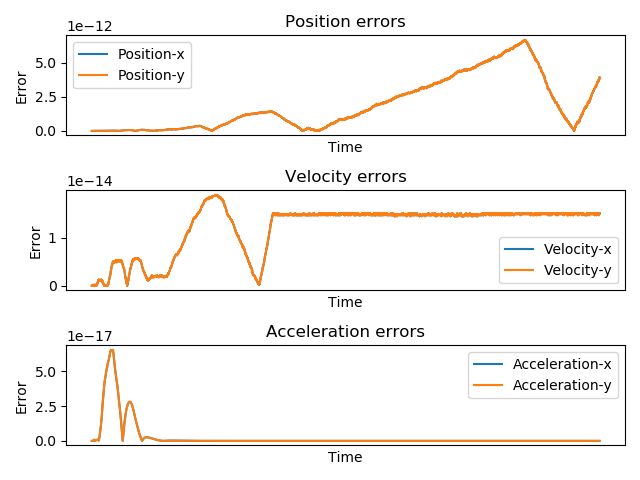 Position errors
1e−12
5.0
2.5
0.0
Error
Position-x
Position-y
Time
Velocity errors
1e−14
1
0
Error
Velocity-x
Velocity-y
Time
Acceleration errors
1e−17
5.0
2.5
0.0
Error
Acceleration-x
Acceleration-y
Time